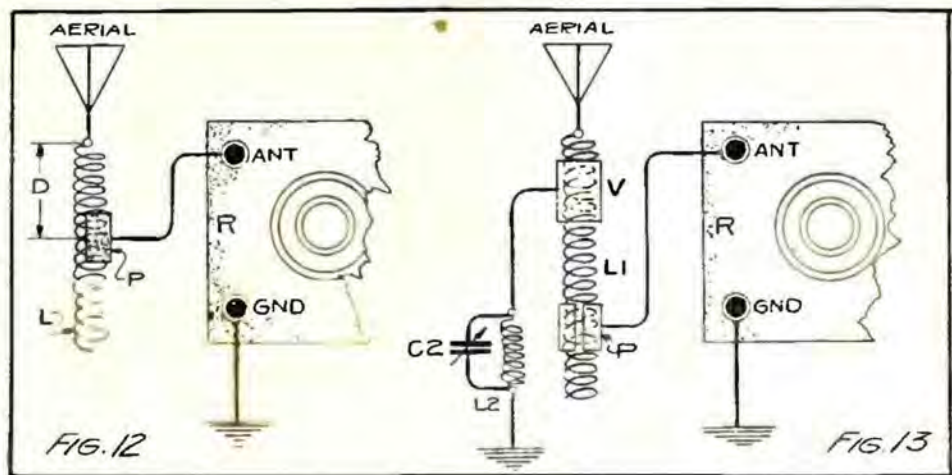 AERIAL
D
ANT
R
P
L
GND
FIG. 12
AERIAL
V
ANT
R
L1
P
C2
GND
L2
FIG. 13